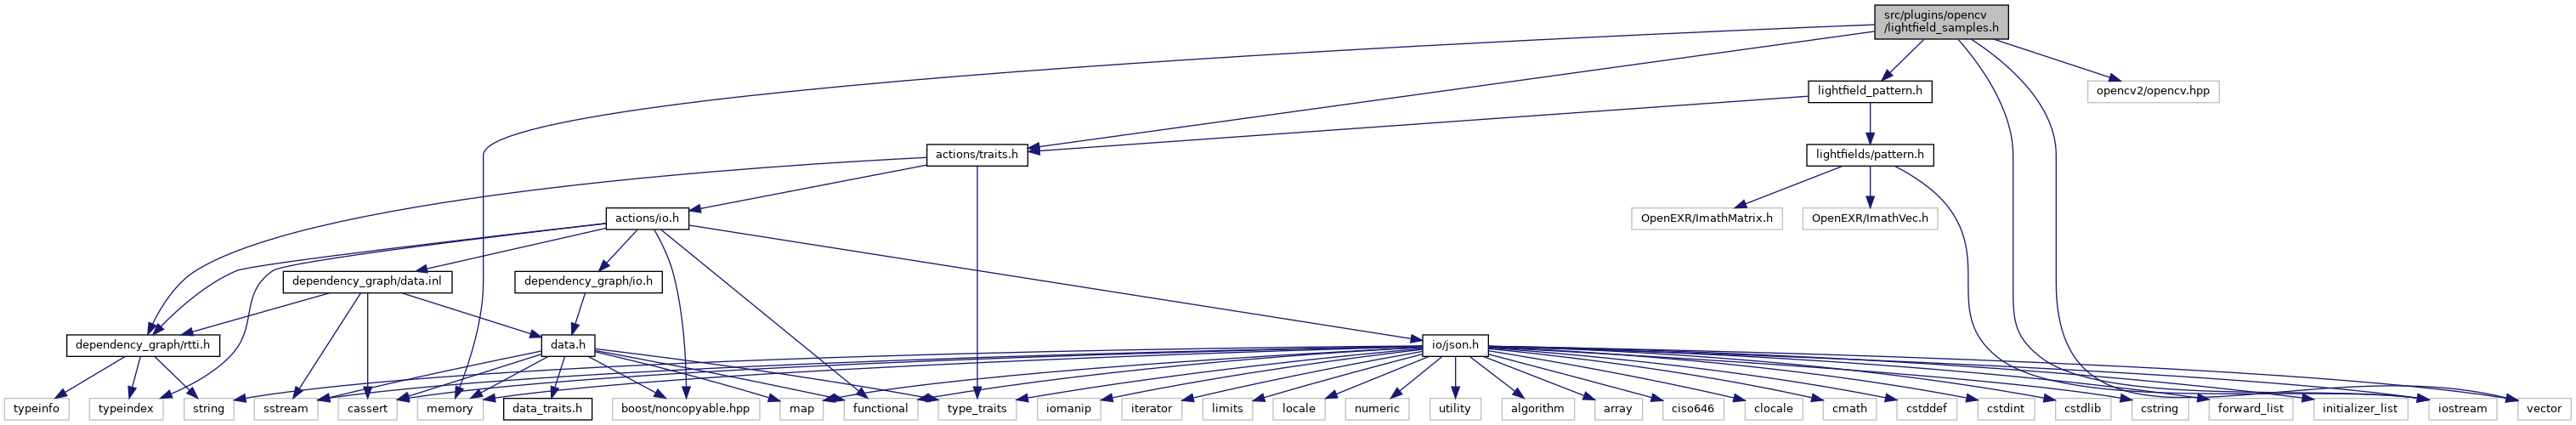 src/plugins/opencv
/lightfield_samples.h
lightfield_pattern.h
opencv2/opencv.hpp
actions/traits.h
lightfields/pattern.h
actions/io.h
OpenEXR/ImathMatrix.h
OpenEXR/ImathVec.h
dependency_graph/data.inl
dependency_graph/io.h
dependency_graph/rtti.h
data.h
io/json.h
typeinfo
typeindex
string
sstream
cassert
memory
data_traits.h
boost/noncopyable.hpp
map
functional
type_traits
iomanip
iterator
limits
locale
numeric
utility
algorithm
array
ciso646
clocale
cmath
cstddef
cstdint
cstdlib
cstring
forward_list
initializer_list
iostream
vector